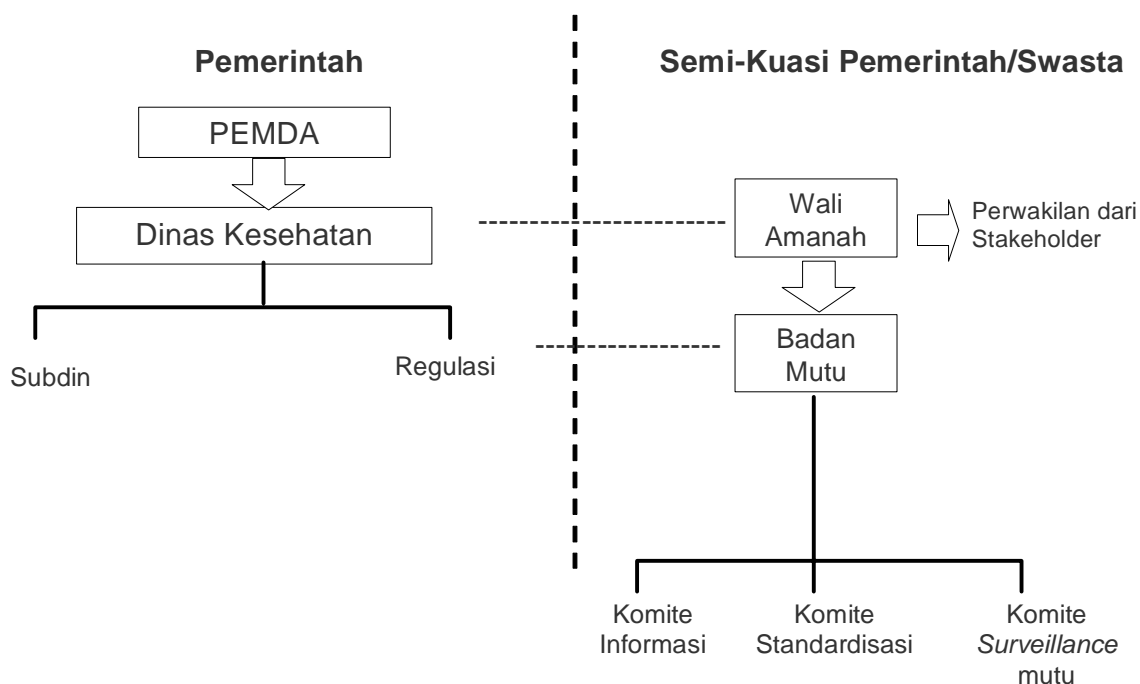 Pemerintah
PEMDA
Dinas Kesehatan
Subdin
Regulasi
Semi-Kuasi Pemerintah/Swasta
Wali
Amanah
Perwakilan dari
Stakeholder
Badan
Mutu
Komite
Informasi
Komite
Standardisasi
Komite
Surveillance
mutu